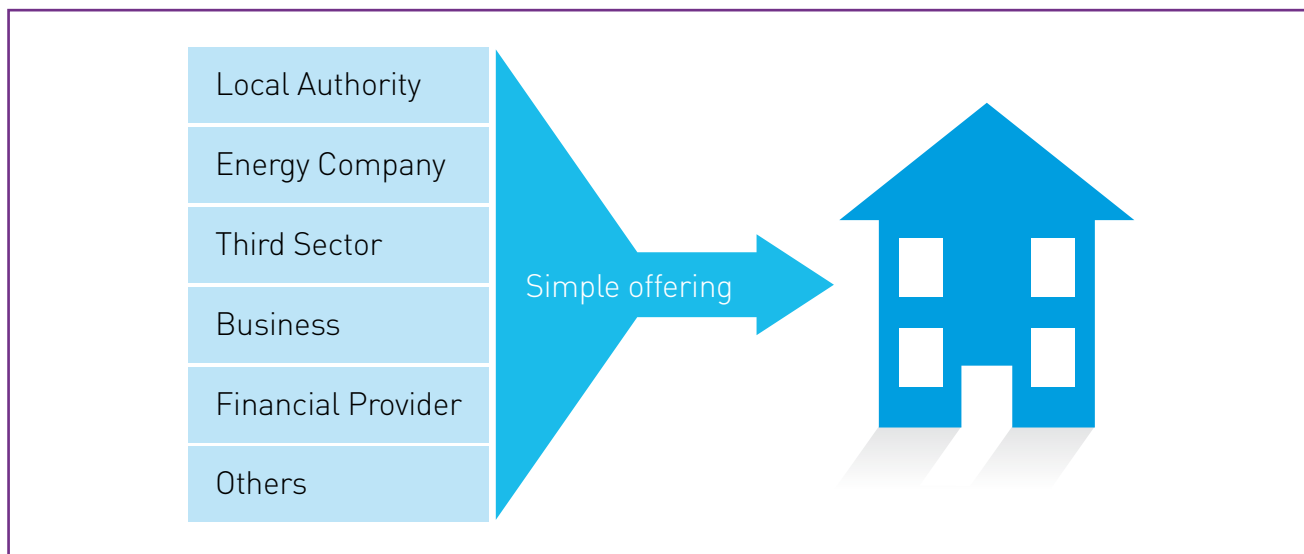 Local Authority
Energy Company
Third Sector
Business
Financial Provider
Others
Simple offering